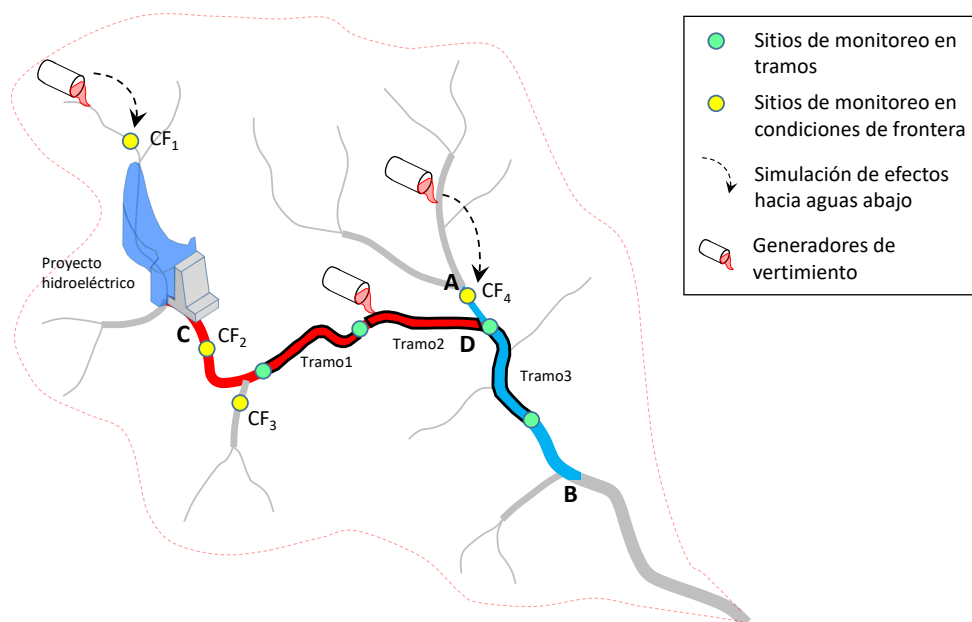 Sitios de monitoreo en
tramos
Sitios de monitoreo en
condiciones de frontera
Simulación de efectos
hacia aguas abajo
Generadores de
vertimiento
CF1
Proyecto
hidroeléctrico
A
CF4
C
CF2
D
Tramo1
Tramo2
Tramo3
CF3
B